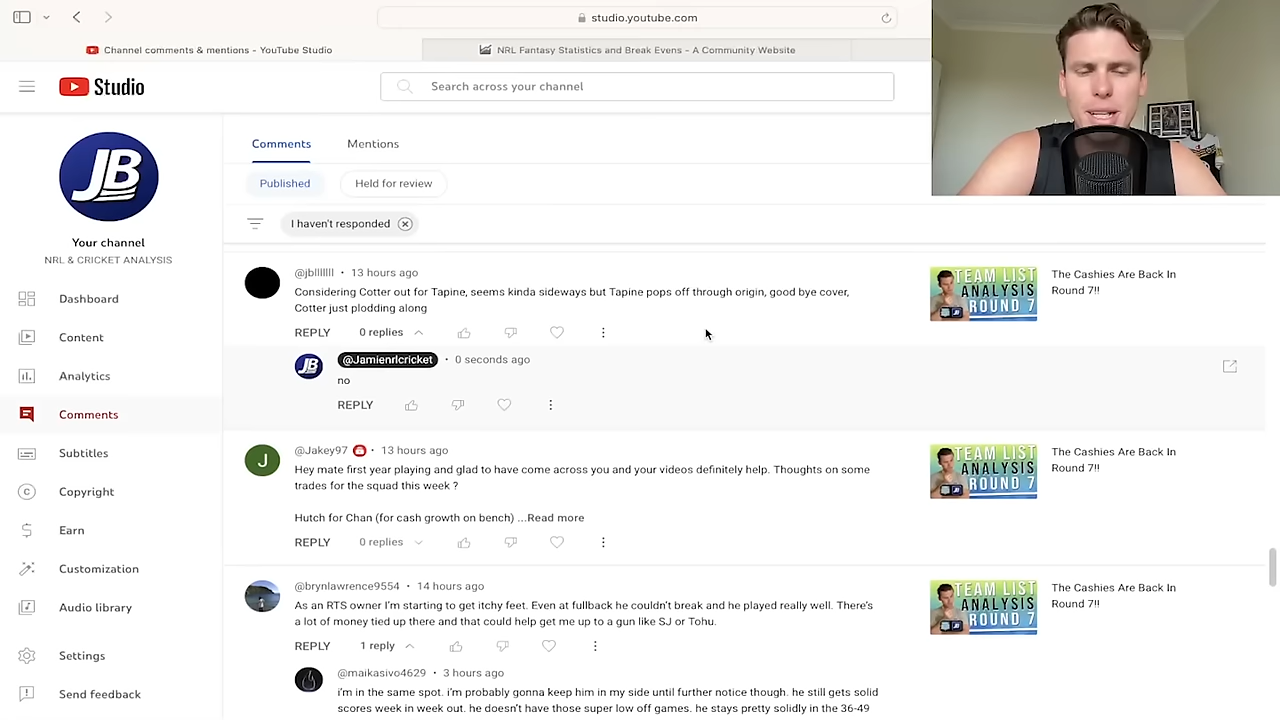 studio.youtube.com
Channel comments & mentions - YouTube Studio
NRL Fantasy Statistics and Break Evens - A Community Website
Studio
Search across your channel
JB
Your channel
NRL & CRICKET ANALYSIS
Dashboard
Content
Analytics
Comments
Subtitles
Copyright
Earn
Customization
Audio library
Settings
Send feedback
Comments
Mentions
Published
Held for review
I haven't responded
@jblllllll • 13 hours ago
Considering Cotter out for Tapine, seems kinda sideways but Tapine pops off through origin, good bye cover,
Cotter just plodding along
REPLY
0 replies
TEAM LIST
ANALYSIS
ROUND 7
The Cashies Are Back In
Round 7!!
JB
@Jamienrlcricket • 0 seconds ago
no
REPLY
J
@Jakey97 • 13 hours ago
Hey mate first year playing and glad to have come across you and your videos definitely help. Thoughts on some
trades for the squad this week ?
Hutch for Chan (for cash growth on bench) ...Read more
REPLY
0 replies
TEAM LIST
ANALYSIS
ROUND 7
The Cashies Are Back In
Round 7!!
@brynlawrence9554 • 14 hours ago
As an RTS owner I'm starting to get itchy feet. Even at fullback he couldn't break and he played really well. There's
a lot of money tied up there and that could help get me up to a gun like SJ or Tohu.
REPLY
1 reply
TEAM LIST
ANALYSIS
ROUND 7
The Cashies Are Back In
Round 7!!
@maikasivo4629 • 3 hours ago
i'm in the same spot. i'm probably gonna keep him in my side until further notice though. he still gets solid
scores week in week out. he doesn't have those super low off games. he stays pretty solidly in the 36-49